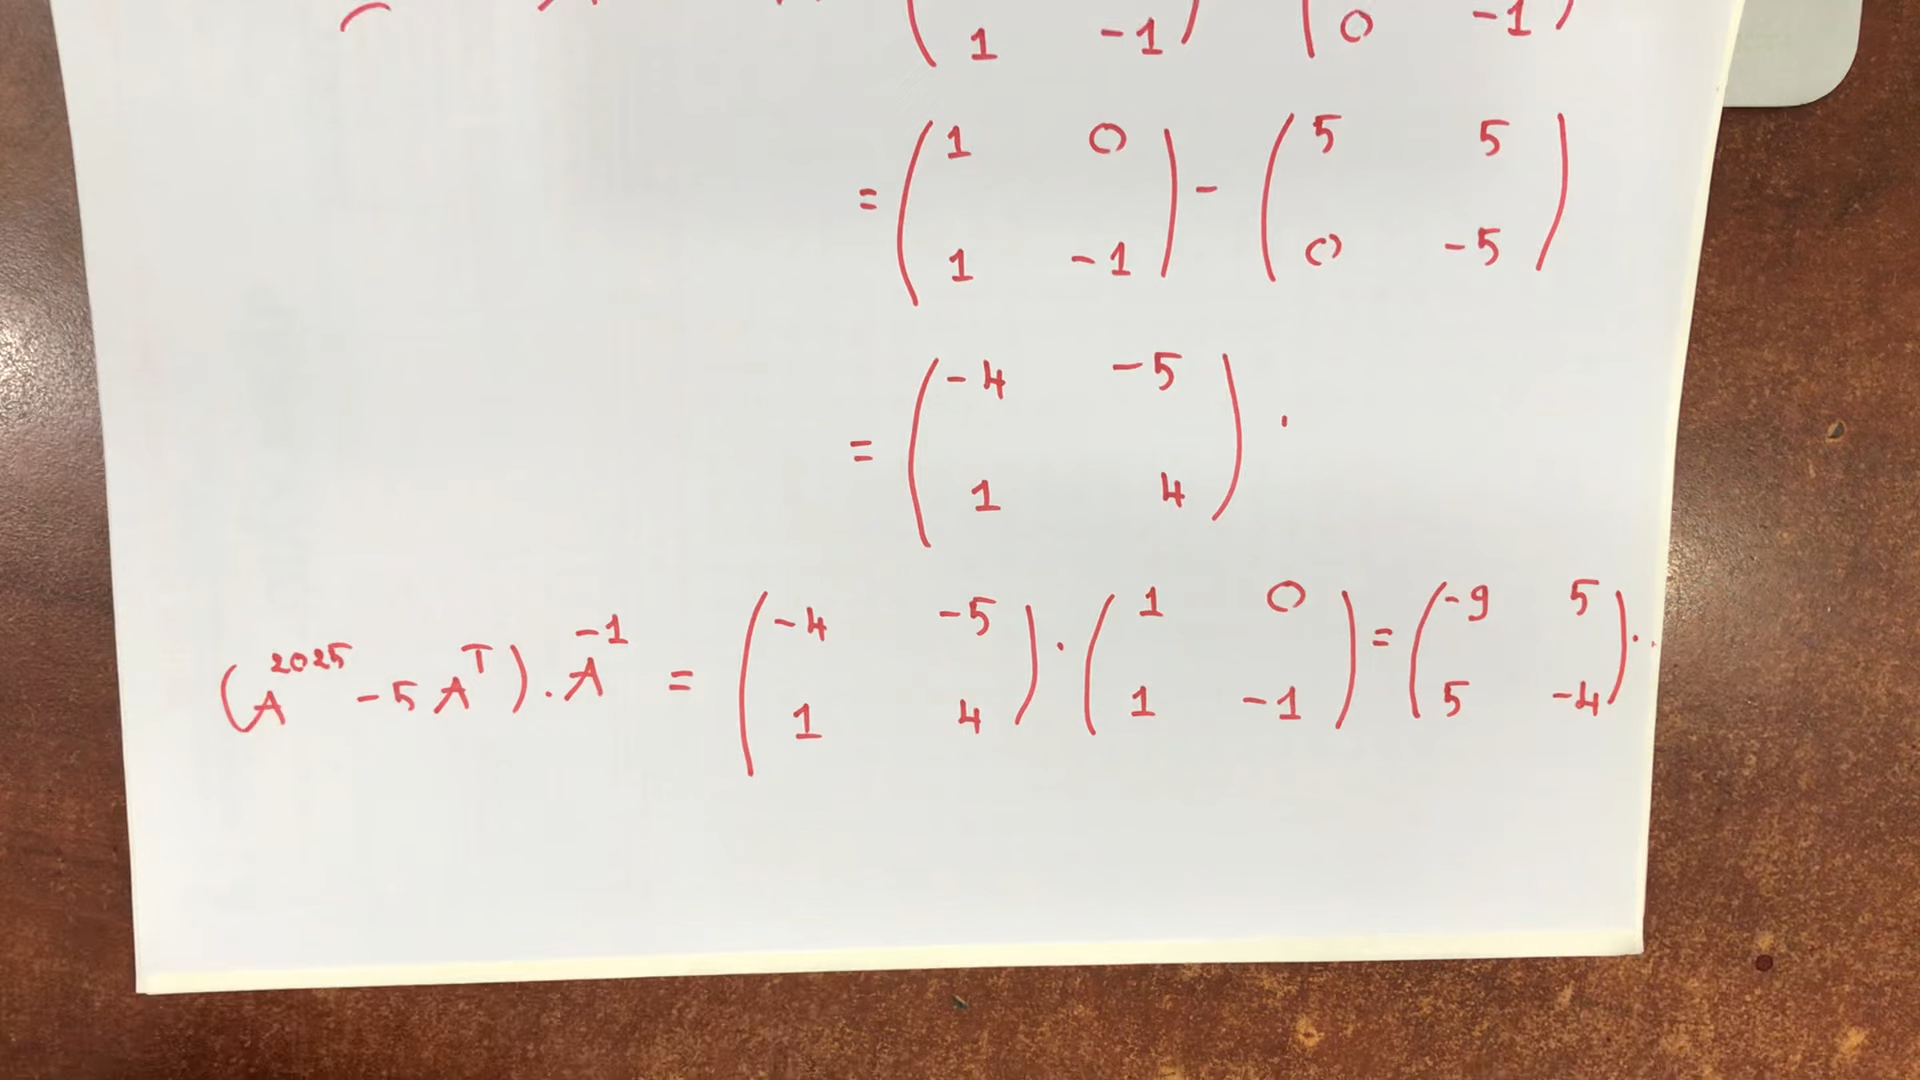 1 -1 0 -1
= ( 1 0 ) - ( 5 5 )
( 1 -1 ) ( 0 -5 )
= ( -4 -5 ) .
( 1 4 )
(A^2025 - 5 A^T) . A^-1 = ( -4 -5 ) . ( 1 0 ) = ( -9 5 ) ..
( 1 4 ) ( 1 -1 ) ( 5 -4 )